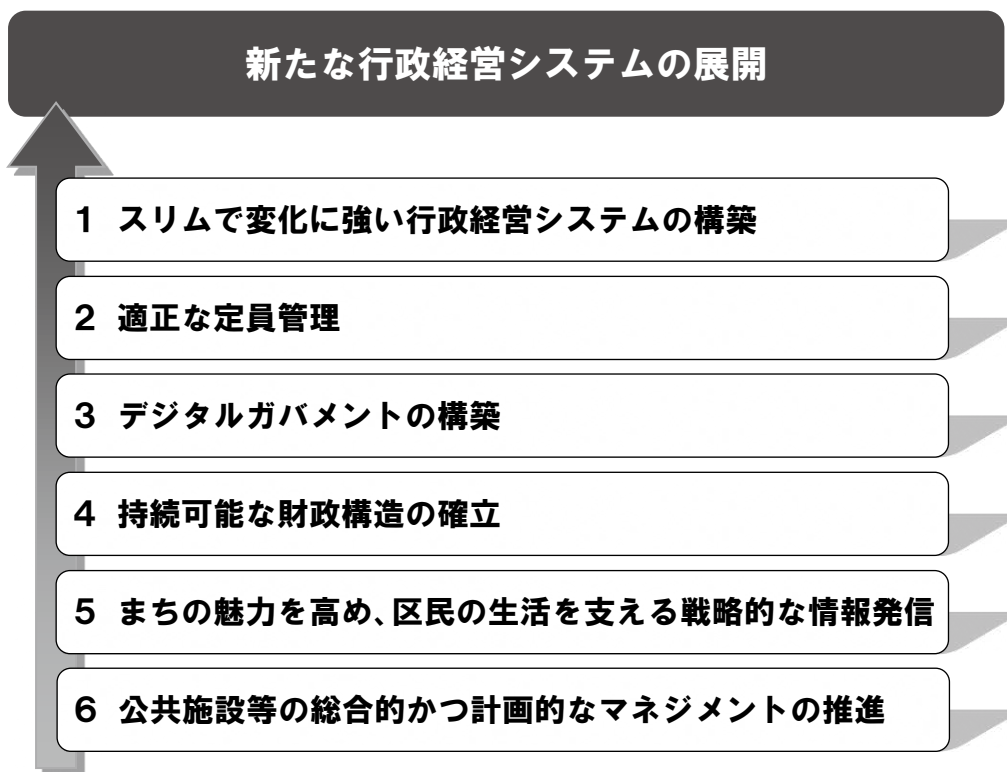 新たな行政経営システムの展開
1 スリムで変化に強い行政経営システムの構築
2 適正な定員管理
3 デジタルガバメントの構築
4 持続可能な財政構造の確立
5 まちの魅力を高め、区民の生活を支える戦略的な情報発信
6 公共施設等の総合的かつ計画的なマネジメントの推進